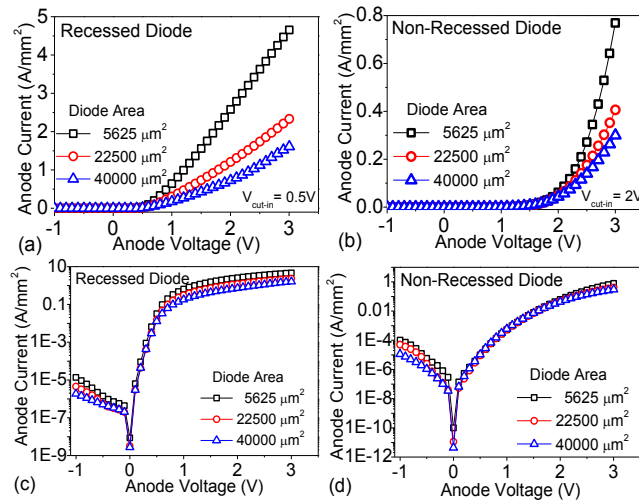 Recessed Diode
Anode Current (A/mm²)
5
4
3
2
1
0
Diode Area
5625 μm²
22500 μm²
40000 μm²
V cut-in = 0.5V
-1 0 1 2 3
(a) Anode Voltage (V)
Non-Recessed Diode
Anode Current (A/mm²)
0.8
0.6
0.4
0.2
0.0
Diode Area
5625 μm²
22500 μm²
40000 μm²
V cut-in = 2V
-1 0 1 2 3
(b) Anode Voltage (V)
Recessed Diode
Anode Current (A/mm²)
10
0.1
1E-3
1E-5
1E-7
1E-9
Diode Area
5625 μm²
22500 μm²
40000 μm²
-1 0 1 2 3
(c) Anode Voltage (V)
Non-Recessed Diode
Anode Current (A/mm²)
0.01
1E-4
1E-6
1E-8
1E-10
1E-12
Diode Area
5625 μm²
22500 μm²
40000 μm²
-1 0 1 2 3
(d) Anode Voltage (V)